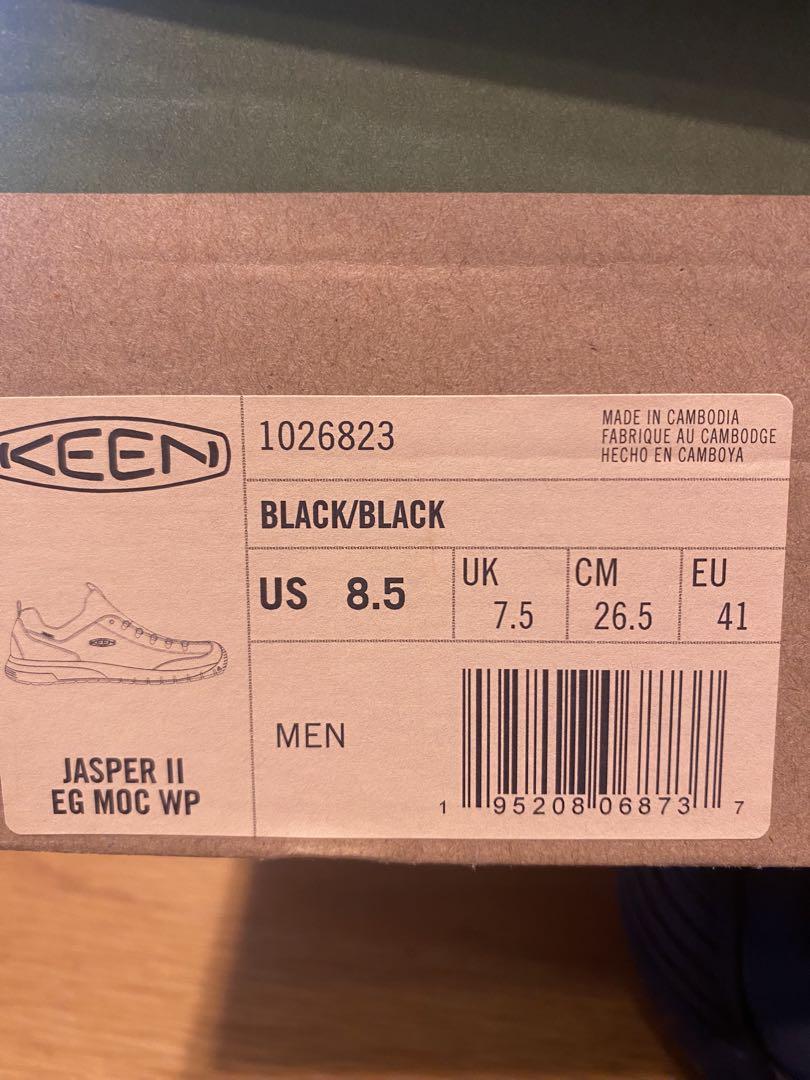 KEEN
1026823
MADE IN CAMBODIA
FABRIQUE AU CAMBODGE
HECHO EN CAMBOYA
BLACK/BLACK
US 8.5
UK 7.5
CM 26.5
EU 41
MEN
JASPER II
EG MOC WP
1 95208 06873 7